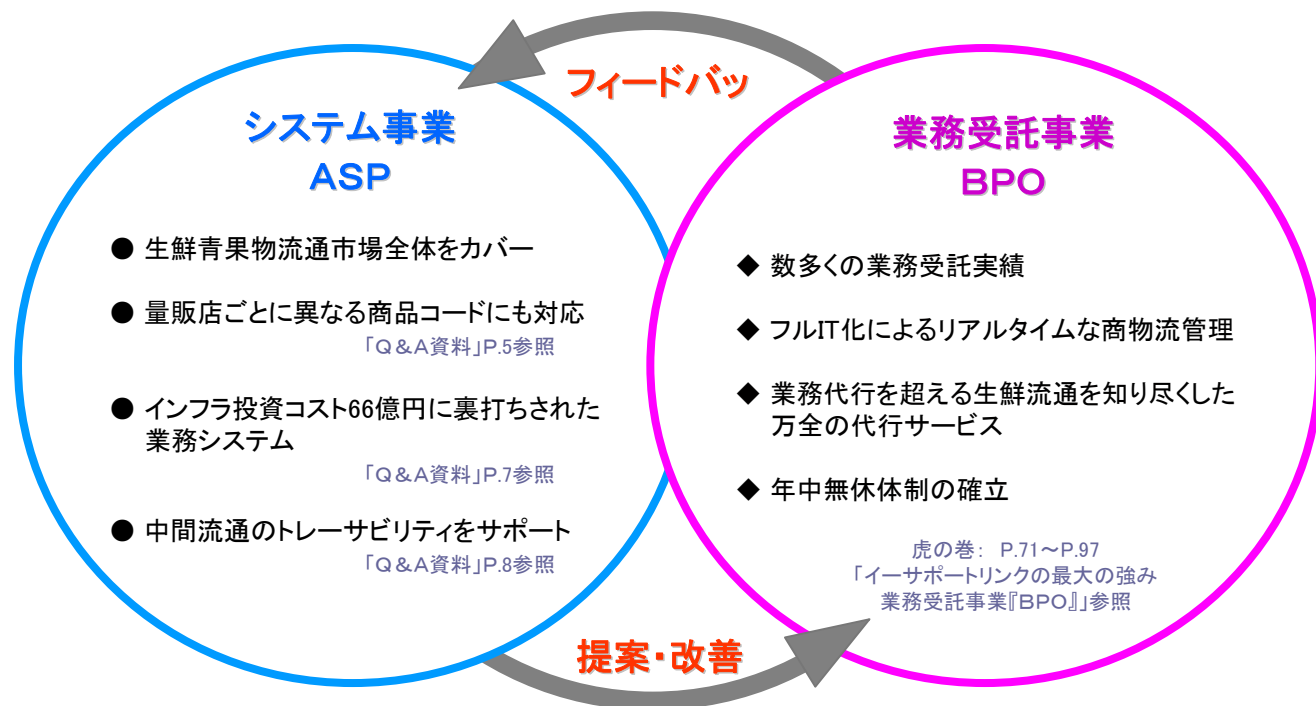 フィードバッ
システム事業
ASP
● 生鮮青果物流通市場全体をカバー
● 量販店ごとに異なる商品コードにも対応
「Q&A資料」P.5参照
● インフラ投資コスト66億円に裏打ちされた
業務システム
「Q&A資料」P.7参照
● 中間流通のトレーサビリティをサポート
「Q&A資料」P.8参照
業務受託事業
BPO
◆ 数多くの業務受託実績
◆ フルIT化によるリアルタイムな商物流管理
◆ 業務代行を超える生鮮流通を知り尽くした
万全の代行サービス
◆ 年中無休体制の確立
虎の巻: P.71～P.97
「イーサポートリンクの最大の強み
業務受託事業『BPO』」参照
提案・改善